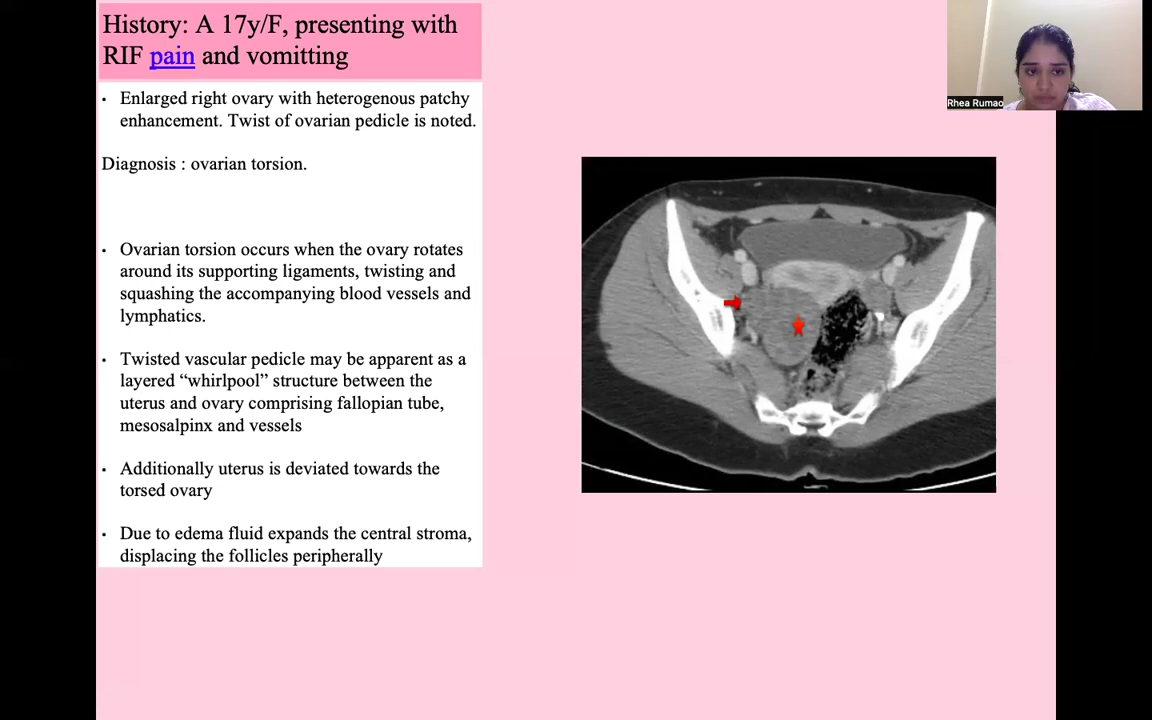 History: A 17y/F, presenting with
RIF pain and vomitting
• Enlarged right ovary with heterogenous patchy
enhancement. Twist of ovarian pedicle is noted.
Diagnosis : ovarian torsion.
• Ovarian torsion occurs when the ovary rotates
around its supporting ligaments, twisting and
squashing the accompanying blood vessels and
lymphatics.
• Twisted vascular pedicle may be apparent as a
layered “whirlpool” structure between the
uterus and ovary comprising fallopian tube,
mesosalpinx and vessels
• Additionally uterus is deviated towards the
torsed ovary
• Due to edema fluid expands the central stroma,
displacing the follicles peripherally
Rhea Rumao